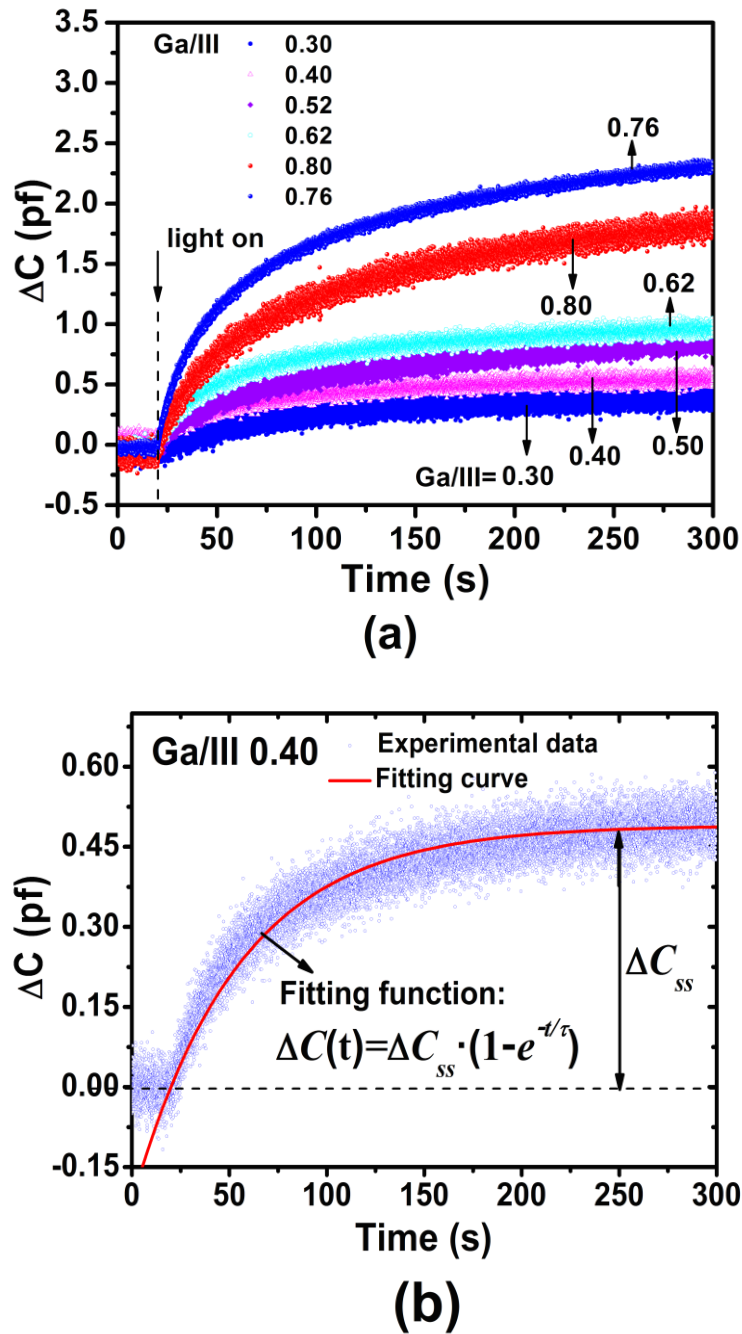 Ga/III
0.30
0.40
0.52
0.62
0.80
0.76
light on
0.76
0.80
0.62
0.50
0.40
Ga/III= 0.30
3.5
3.0
2.5
2.0
1.5
1.0
0.5
0.0
-0.5
ΔC (pf)
0 50 100 150 200 250 300
Time (s)
(a)
Ga/III 0.40
Experimental data
Fitting curve
Fitting function:
ΔC(t)=ΔC_ss·(1-e^{-t/τ})
ΔC_ss
0.60
0.45
0.30
0.15
0.00
-0.15
ΔC (pf)
0 50 100 150 200 250 300
Time (s)
(b)